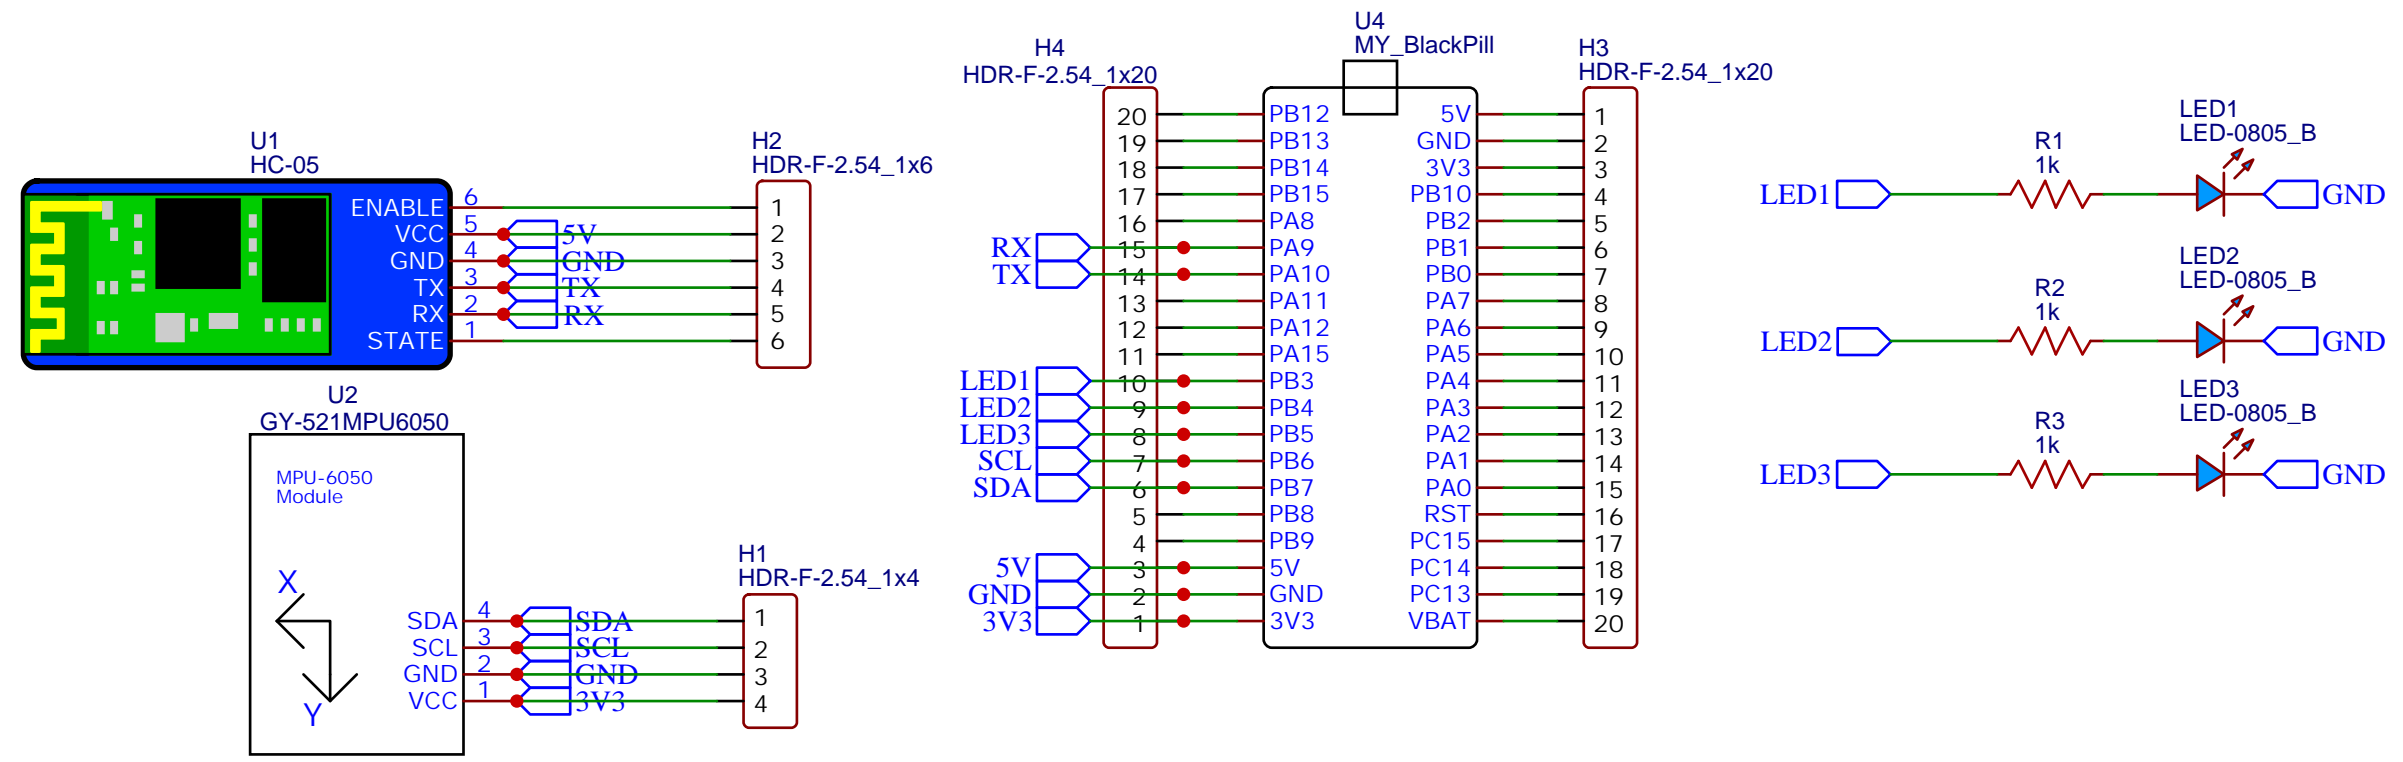 U1
HC-05
ENABLE 6
VCC 5 5V
GND 4 GND
TX 3 TX
RX 2 RX
STATE 1
H2
HDR-F-2.54_1x6
1
2
3
4
5
6
U2
GY-521MPU6050
MPU-6050
Module
X
Y
SDA 4 SDA
SCL 3 SCL
GND 2 GND
VCC 1 3V3
H1
HDR-F-2.54_1x4
1
2
3
4
H4
HDR-F-2.54_1x20
U4
MY_BlackPill
H3
HDR-F-2.54_1x20
20 PB12 5V 1
19 PB13 GND 2
18 PB14 3V3 3
17 PB15 PB10 4
16 PA8 PB2 5
RX 15 PA9 PB1 6
TX 14 PA10 PB0 7
13 PA11 PA7 8
12 PA12 PA6 9
11 PA15 PA5 10
LED1 10 PB3 PA4 11
LED2 9 PB4 PA3 12
LED3 8 PB5 PA2 13
SCL 7 PB6 PA1 14
SDA 6 PB7 PA0 15
5 PB8 RST 16
4 PB9 PC15 17
5V 3 5V PC14 18
GND 2 GND PC13 19
3V3 1 3V3 VBAT 20
LED1
LED-0805_B
R1
1k
LED1 GND
LED2
LED-0805_B
R2
1k
LED2 GND
LED3
LED-0805_B
R3
1k
LED3 GND